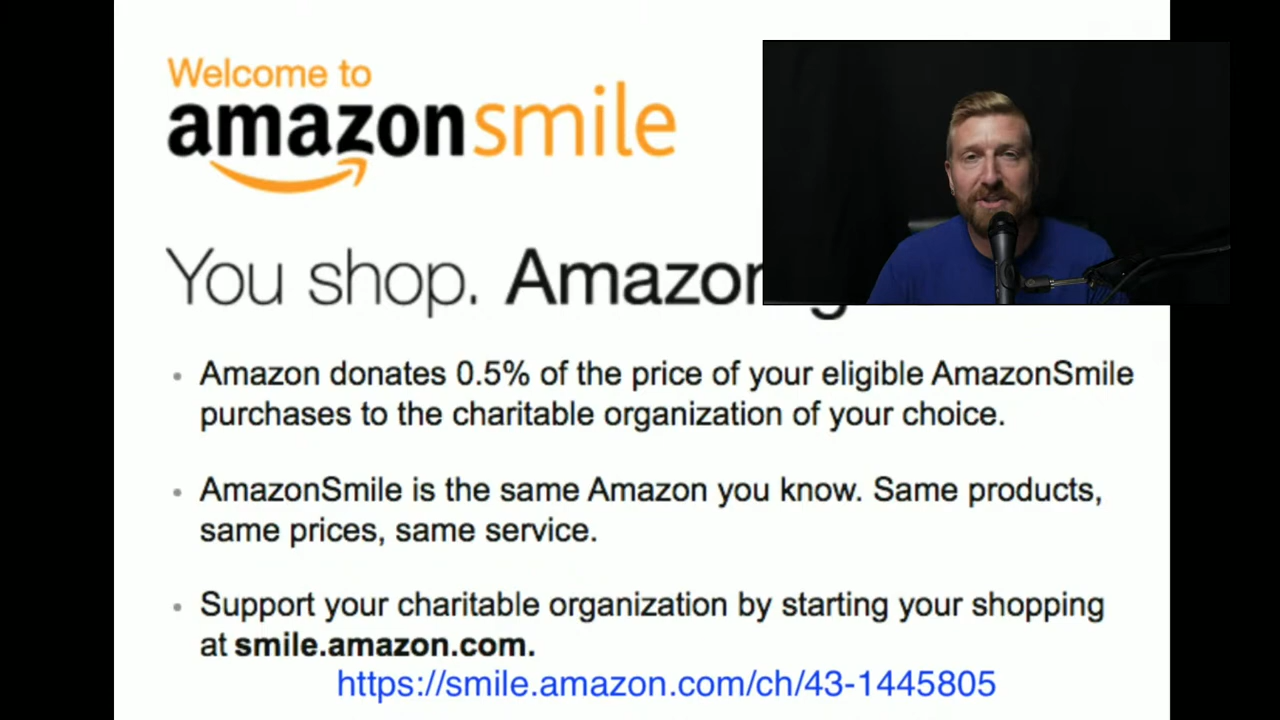 Welcome to
amazonsmile
You shop. Amazon
Amazon donates 0.5% of the price of your eligible AmazonSmile
purchases to the charitable organization of your choice.
AmazonSmile is the same Amazon you know. Same products,
same prices, same service.
Support your charitable organization by starting your shopping
at smile.amazon.com.
https://smile.amazon.com/ch/43-1445805